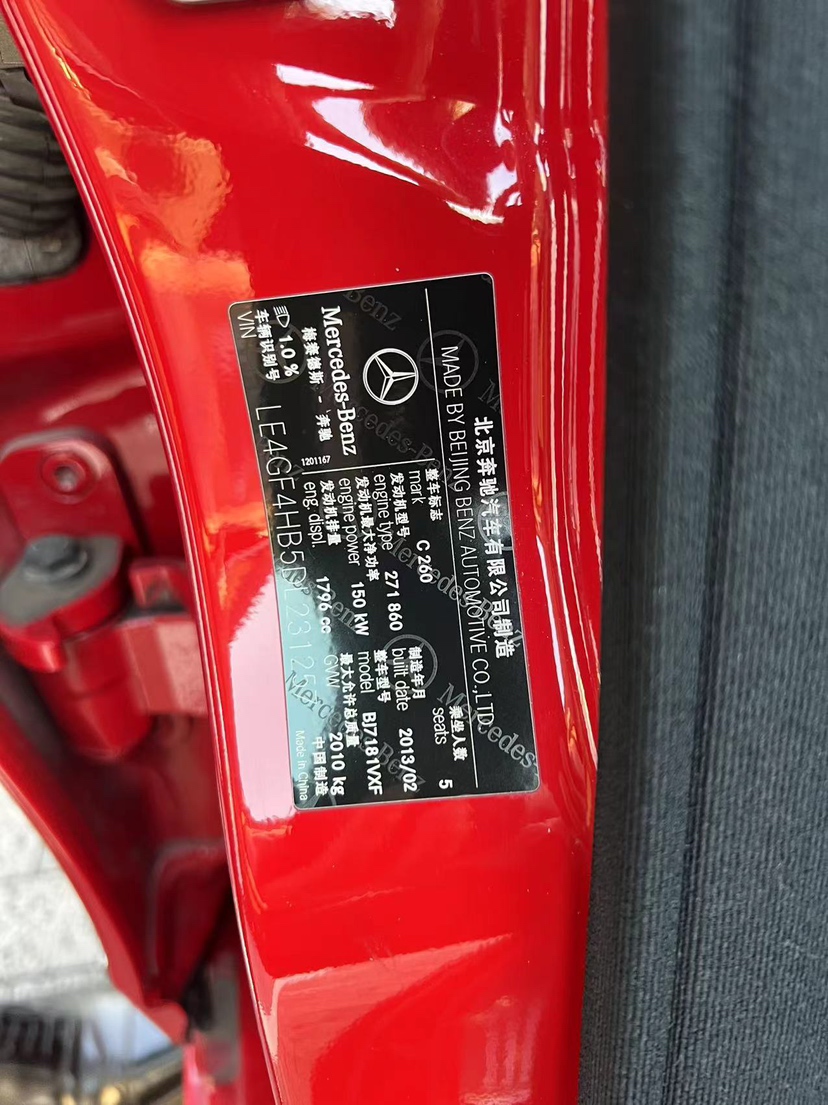 北京奔驰汽车有限公司制造
MADE BY BEIJING BENZ AUTOMOTIVE CO.,LTD.
整车标志 mark C 260
乘坐人数 seats 5
发动机型号 engine type 271 860
制造年月 built date 2013/02
发动机最大净功率 engine power 150 kW
整车型号 model BJ7181VXF
发动机排量 eng. displ. 1796 cc
最大允许总质量 GVW 2010 kg
Mercedes-Benz
梅赛德斯 - 奔驰
1201167
1.0 %
车辆识别号
VIN
中国制造
Made in China